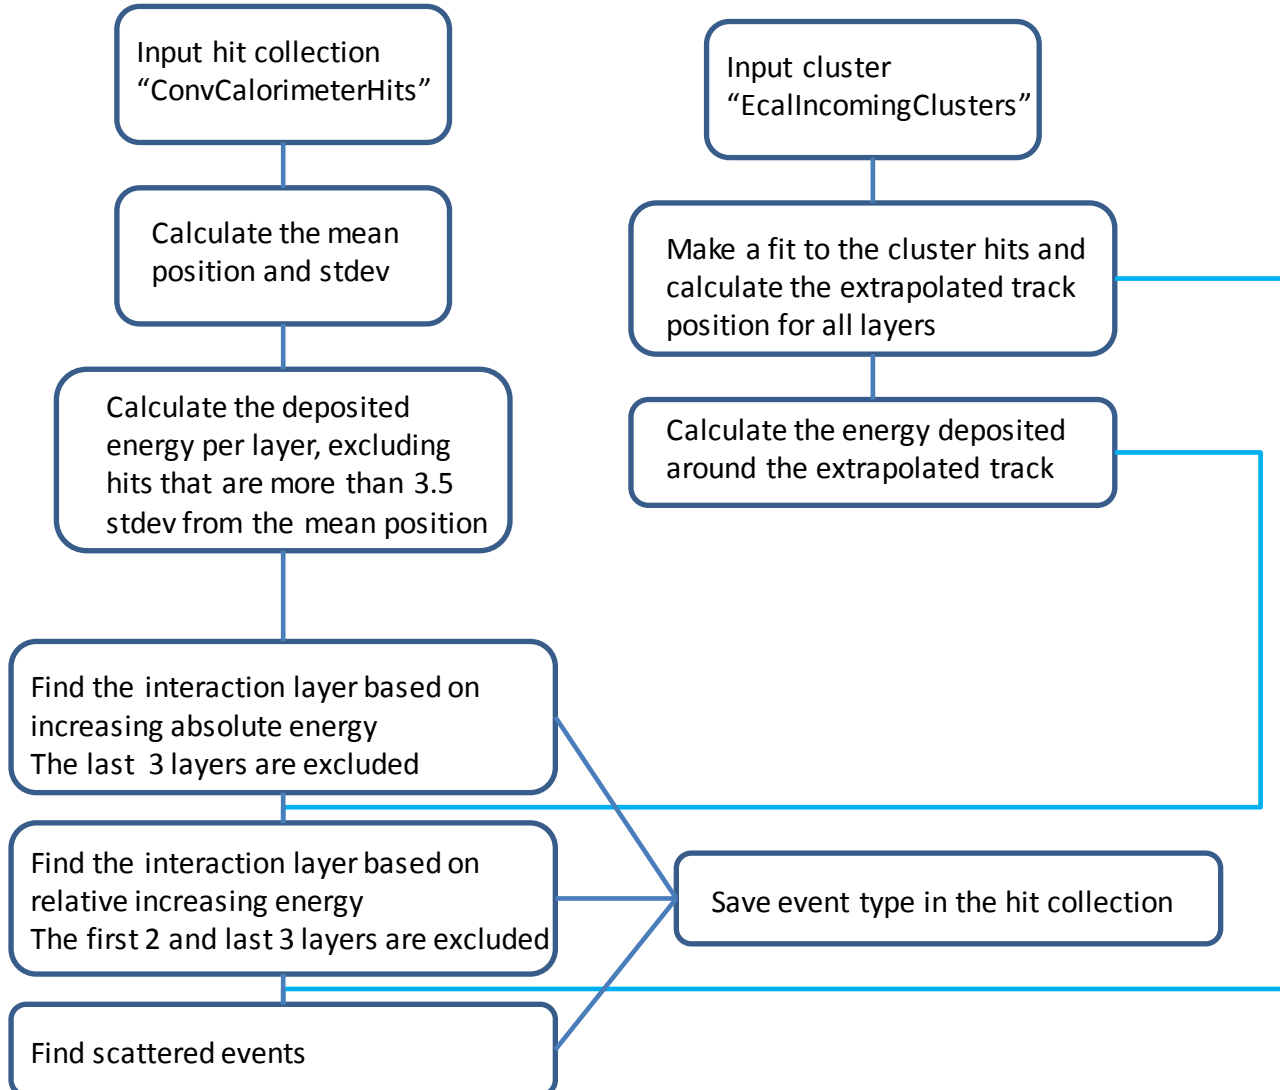 Input hit collection
“ConvCalorimeterHits”
Calculate the mean
position and stdev
Calculate the deposited
energy per layer, excluding
hits that are more than 3.5
stdev from the mean position
Find the interaction layer based on
increasing absolute energy
The last 3 layers are excluded
Find the interaction layer based on
relative increasing energy
The first 2 and last 3 layers are excluded
Find scattered events
Input cluster
“EcalIncomingClusters”
Make a fit to the cluster hits and
calculate the extrapolated track
position for all layers
Calculate the energy deposited
around the extrapolated track
Save event type in the hit collection